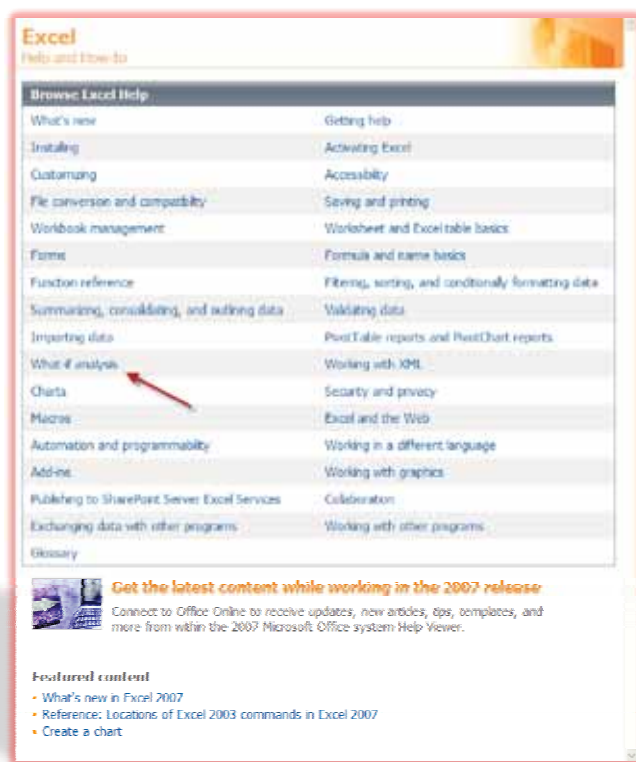 Excel
Help and How-to
Browse Excel Help
What's new Getting help
Installing Activating Excel
Customizing Accessibility
File conversion and compatibility Saving and printing
Workbook management Worksheet and Excel table basics
Forms Formula and name basics
Function reference Filtering, sorting, and conditionally formatting data
Summarizing, consolidating, and outlining data Validating data
Importing data PivotTable reports and PivotChart reports
What if analysis Working with XML
Charts Security and privacy
Macros Excel and the Web
Automation and programmability Working in a different language
Add-ins Working with graphics
Publishing to SharePoint Server Excel Services Collaboration
Exchanging data with other programs Working with other programs
Glossary
Get the latest content while working in the 2007 release
Connect to Office Online to receive updates, new articles, tips, templates, and
more from within the 2007 Microsoft Office system Help Viewer.
Featured content
• What's new in Excel 2007
• Reference: Locations of Excel 2003 commands in Excel 2007
• Create a chart